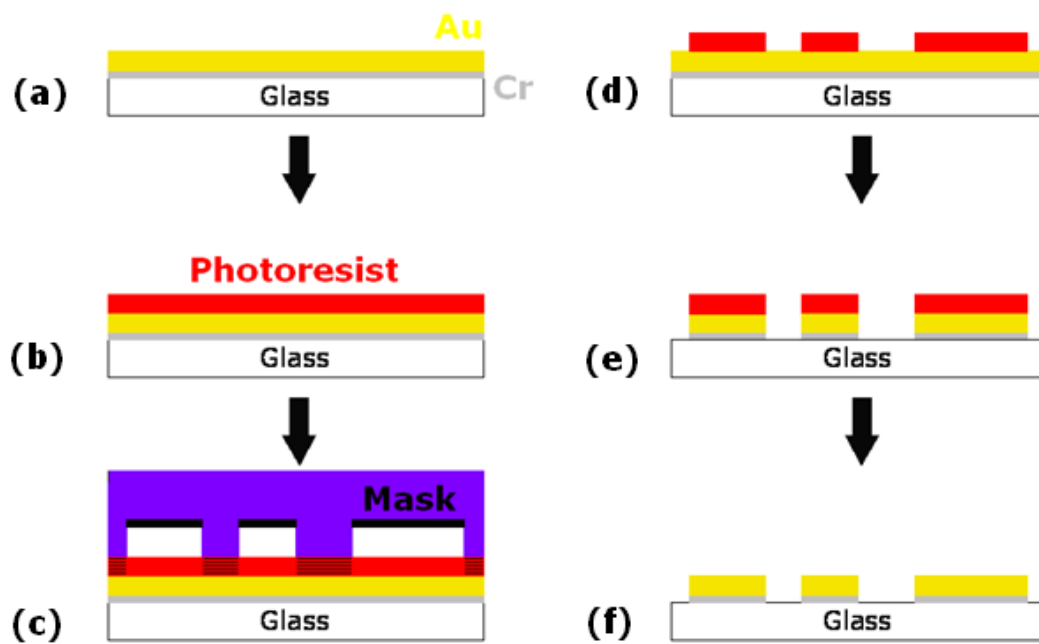 Au
(a)
Cr
Glass
Photoresist
(b)
Glass
Mask
(c)
Glass
(d)
Glass
(e)
Glass
(f)
Glass